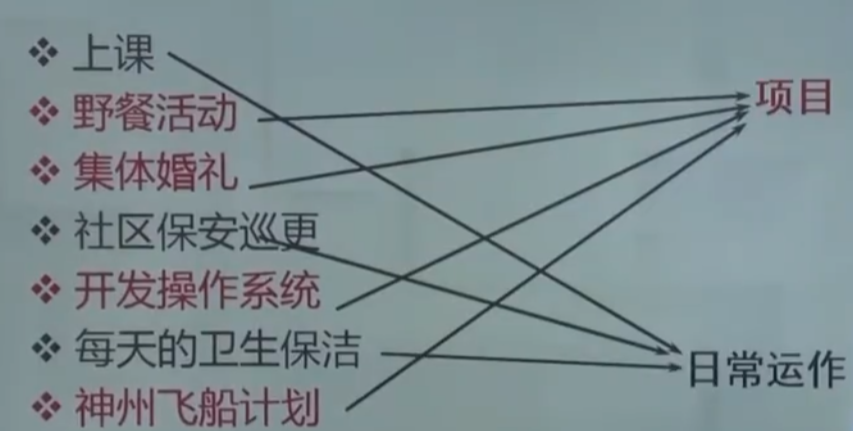 ❖ 上课
❖ 野餐活动
❖ 集体婚礼
❖ 社区保安巡更
❖ 开发操作系统
❖ 每天的卫生保洁
❖ 神州飞船计划
项目
日常运作